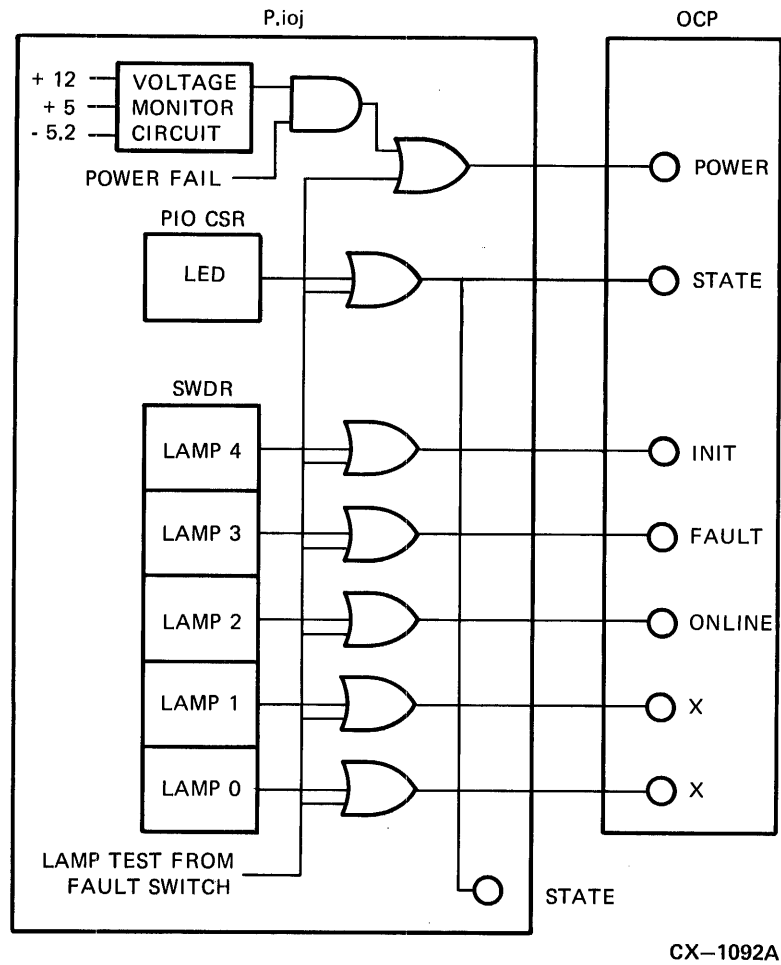 P.ioj
OCP
+ 12
+ 5
- 5.2
VOLTAGE
MONITOR
CIRCUIT
POWER FAIL
POWER
PIO CSR
LED
STATE
SWDR
LAMP 4
INIT
LAMP 3
FAULT
LAMP 2
ONLINE
LAMP 1
X
LAMP 0
X
LAMP TEST FROM
FAULT SWITCH
STATE
CX–1092A